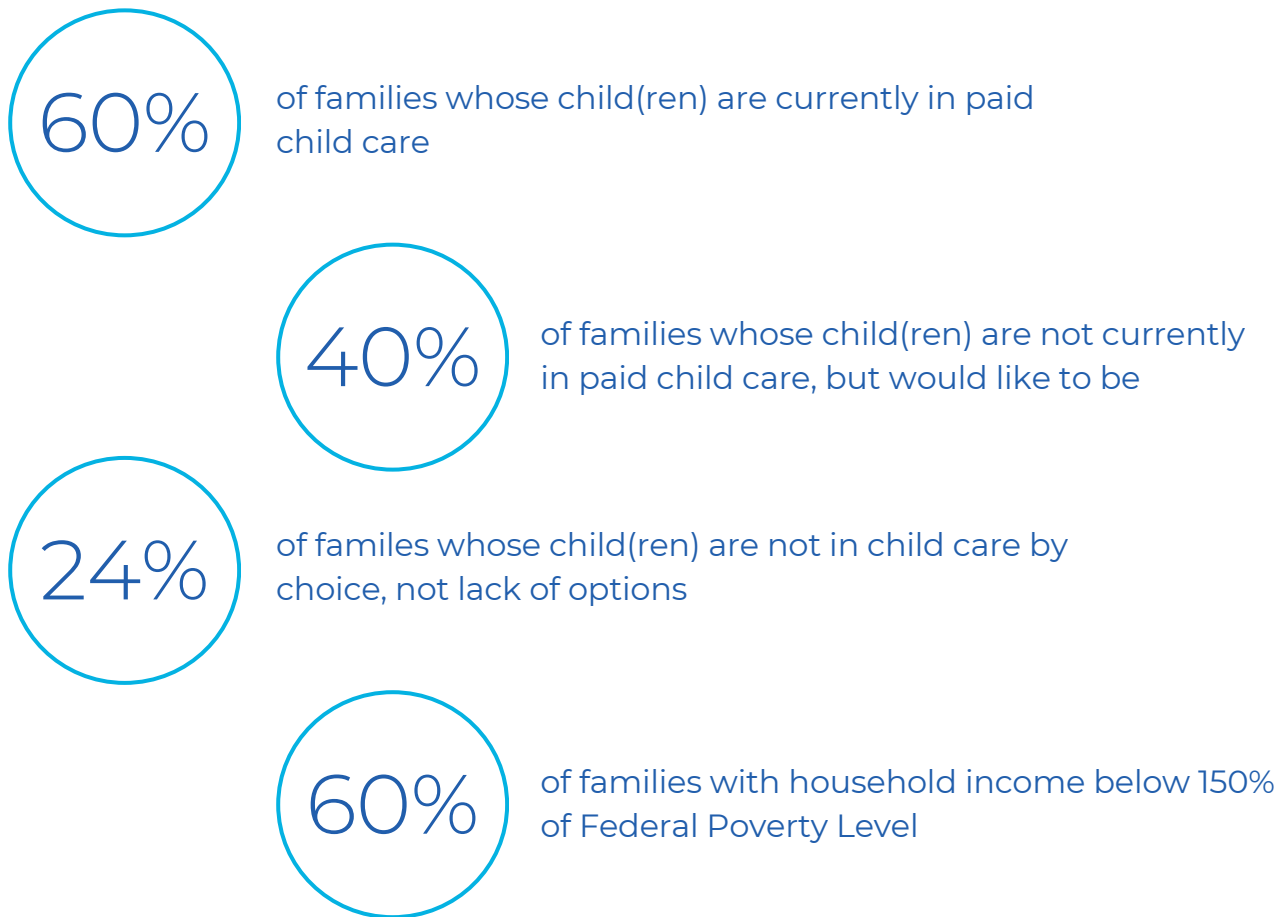 60%
of families whose child(ren) are currently in paid
child care
40%
of families whose child(ren) are not currently
in paid child care, but would like to be
24%
of familes whose child(ren) are not in child care by
choice, not lack of options
60%
of families with household income below 150%
of Federal Poverty Level